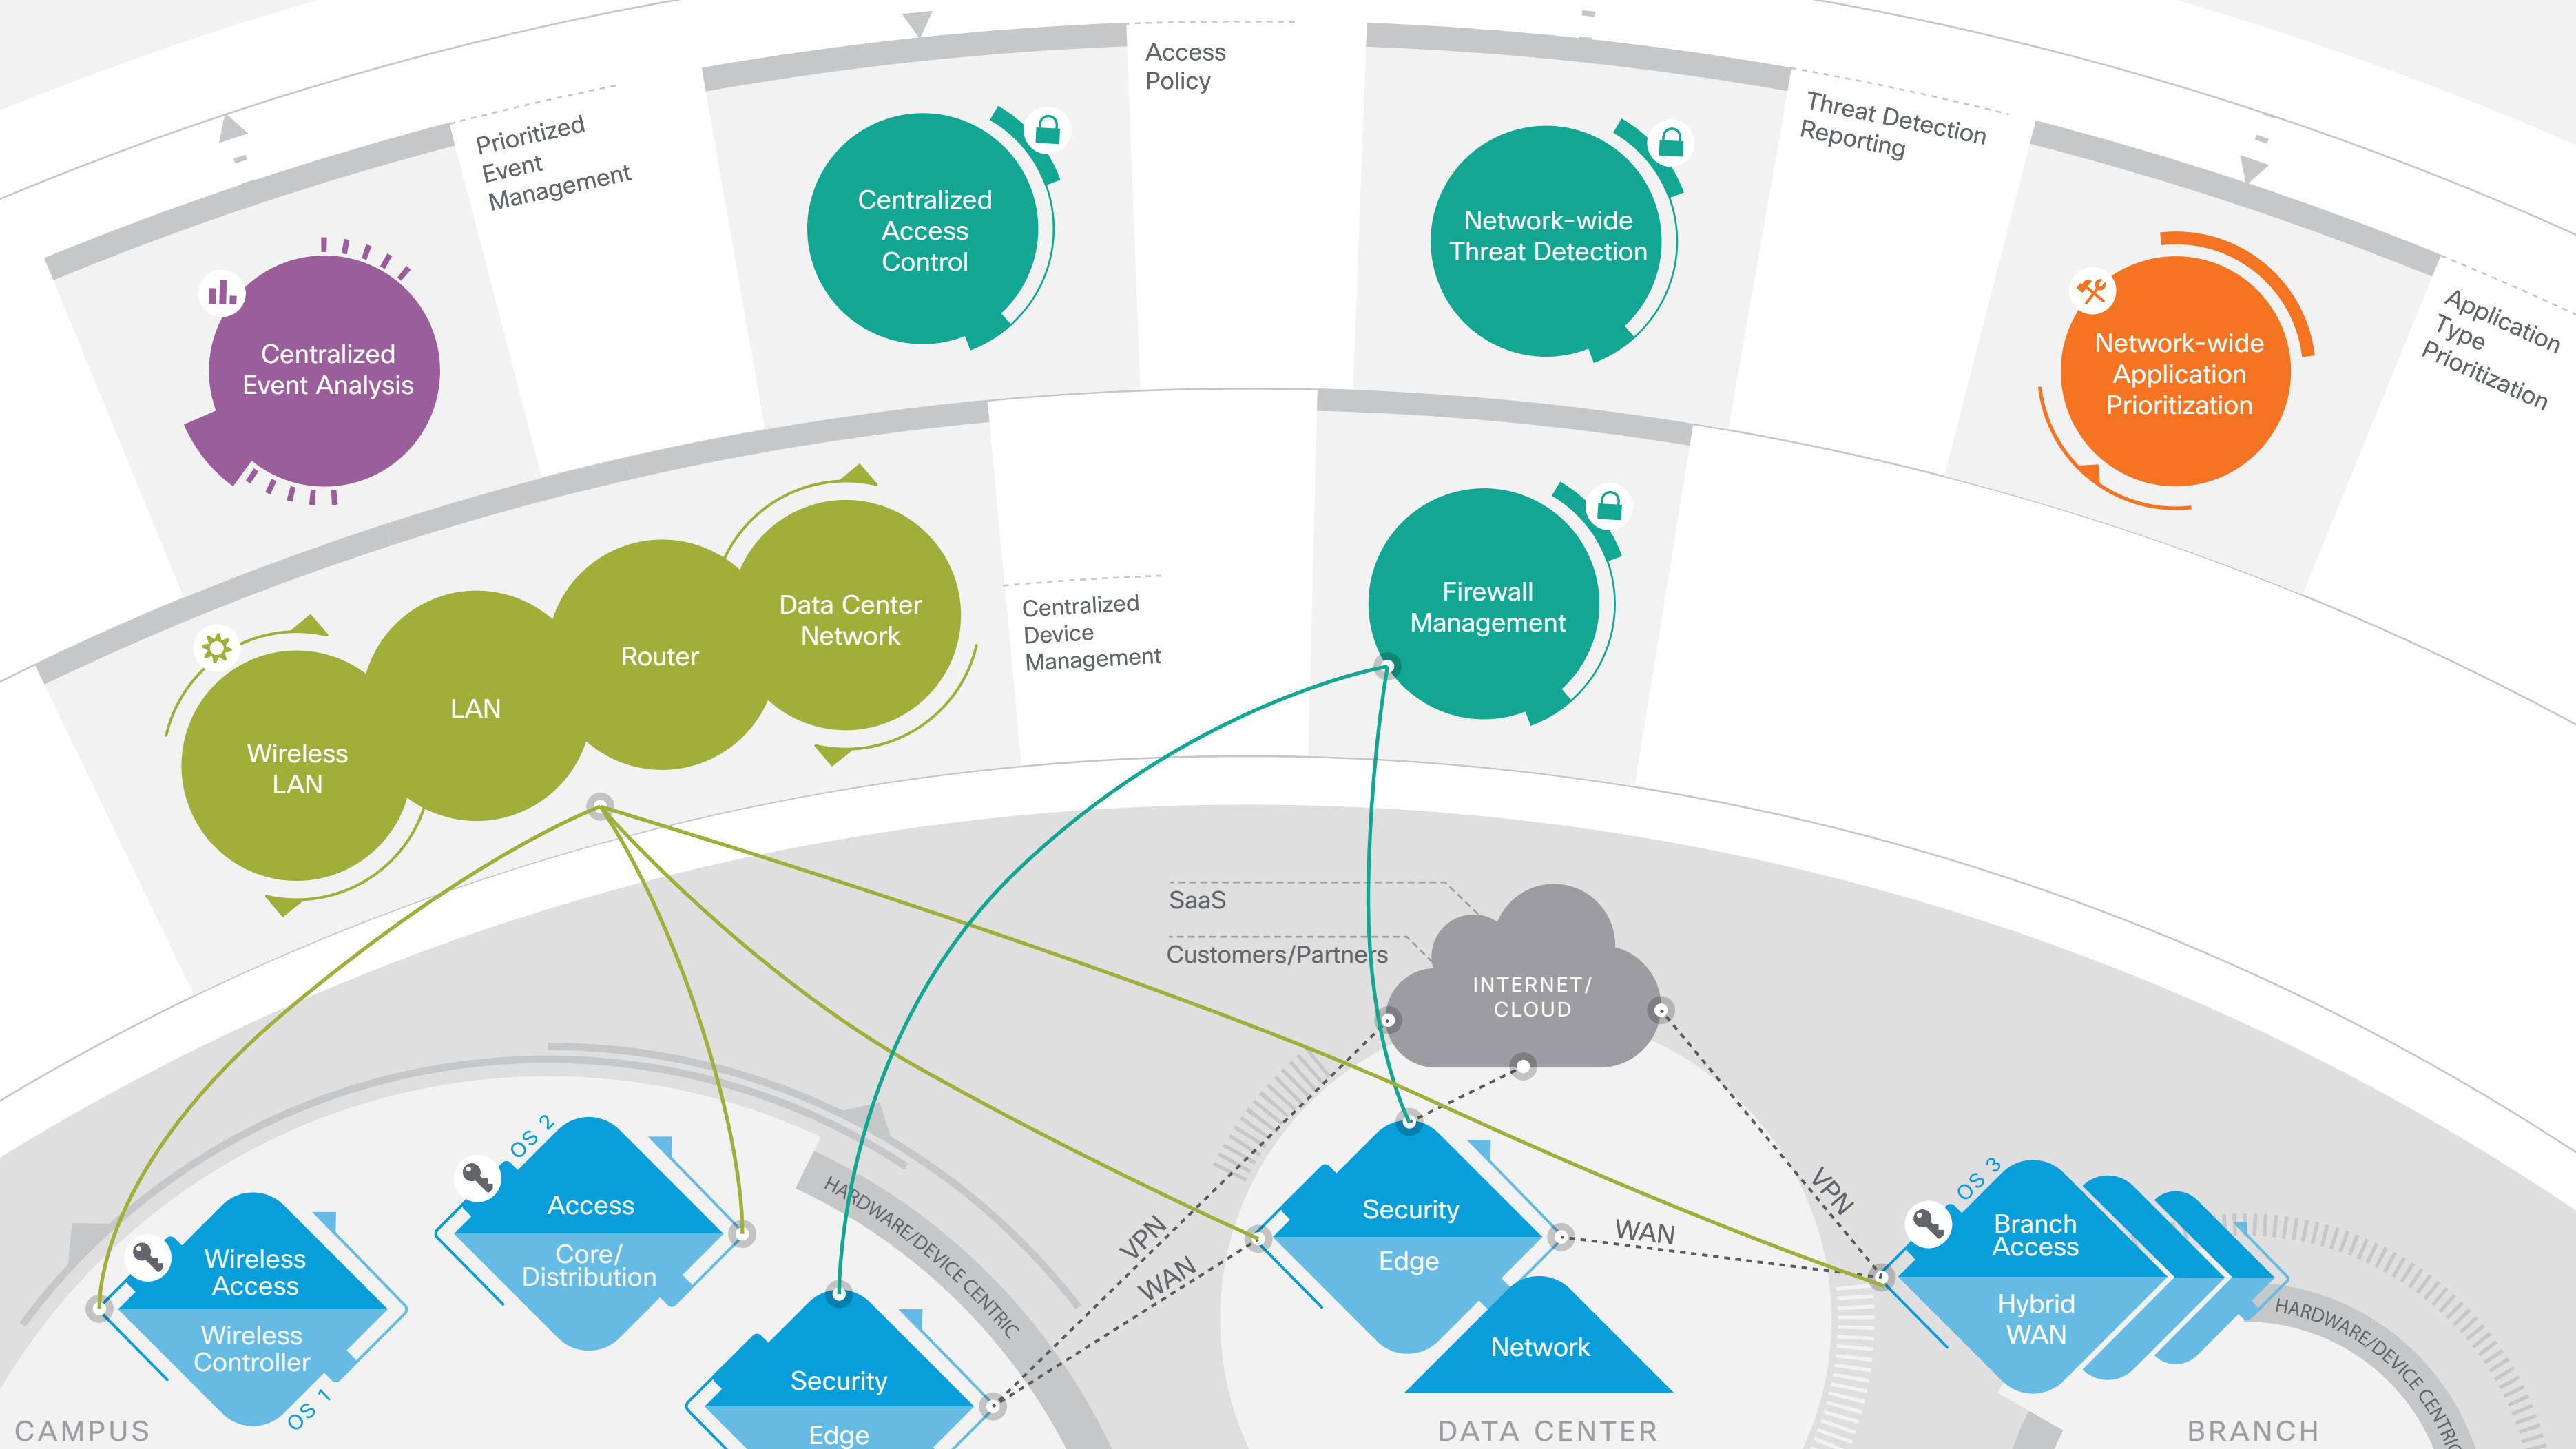 Access
Policy
Threat Detection
Reporting
Prioritized
Event
Management
Centralized
Access
Control
Network-wide
Threat Detection
Application
Type
Prioritization
Centralized
Event Analysis
Network-wide
Application
Prioritization
Wireless
LAN
LAN
Router
Data Center
Network
Centralized
Device
Management
Firewall
Management
SaaS
Customers/Partners
INTERNET/
CLOUD
OS 2
Access
Core/
Distribution
Wireless
Access
Wireless
Controller
OS 1
HARDWARE/DEVICE CENTRIC
Security
Edge
VPN
WAN
Security
Edge
Network
WAN
VPN
OS 3
Branch
Access
Hybrid
WAN
HARDWARE/DEVICE CENTRIC
CAMPUS
DATA CENTER
BRANCH